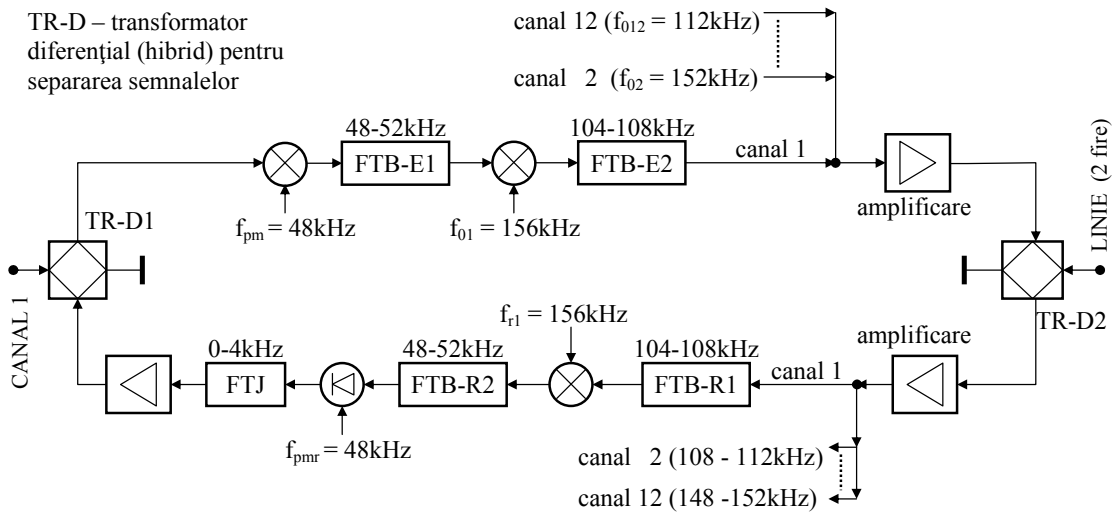 TR-D – transformator
diferenţial (hibrid) pentru
separarea semnalelor
canal 12 (f012 = 112kHz)
canal 2 (f02 = 152kHz)
48-52kHz
104-108kHz
FTB-E1
FTB-E2
canal 1
fpm = 48kHz
f01 = 156kHz
amplificare
LINIE (2 fire)
TR-D1
CANAL 1
TR-D2
fr1 = 156kHz
amplificare
0-4kHz
48-52kHz
104-108kHz
canal 1
FTJ
FTB-R2
FTB-R1
fpmr = 48kHz
canal 2 (108 - 112kHz)
canal 12 (148 -152kHz)